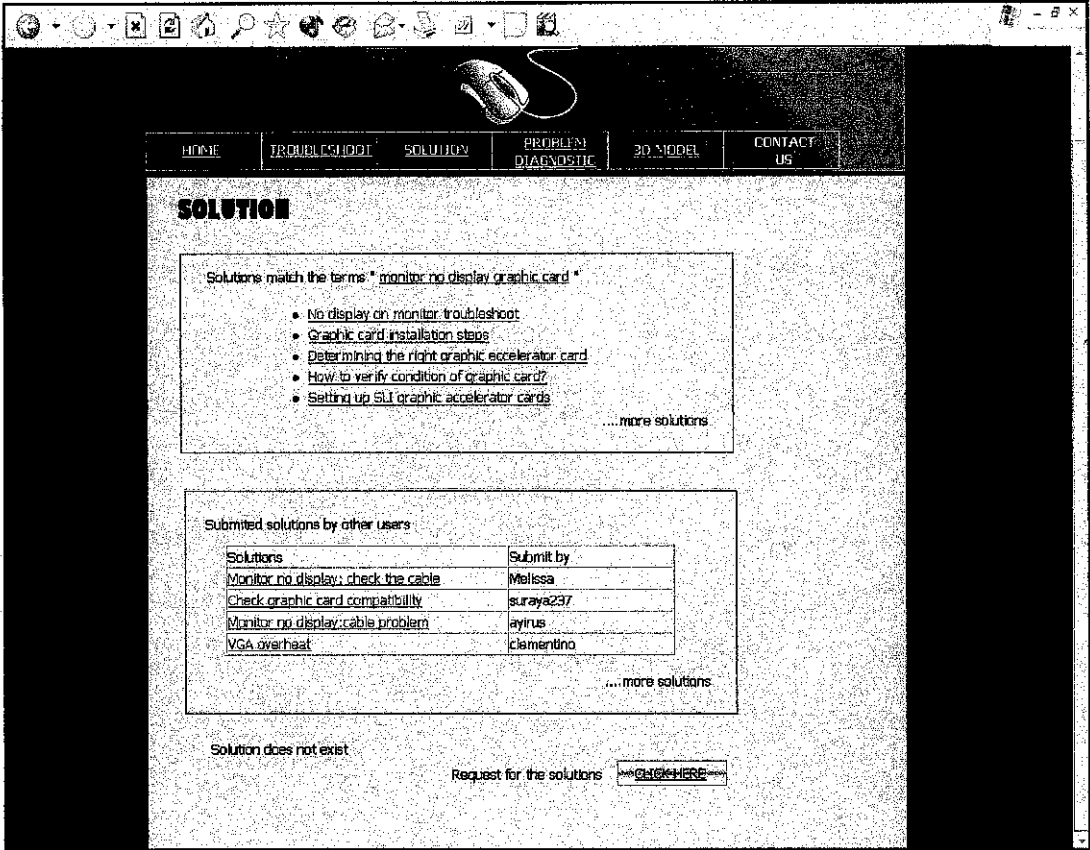 HOME TROUBLESHOOT SOLUTION PROBLEM DIAGNOSTIC 3D MODEL CONTACT US
SOLUTION
Solutions match the terms " monitor no display graphic card "
• No display on monitor troubleshoot
• Graphic card installation steps
• Determining the right graphic accelerator card
• How to verify condition of graphic card?
• Setting up SLI graphic accelerator cards
....more solutions
Submited solutions by other users
Solutions Submit by
Monitor no display: check the cable Melissa
Check graphic card compatibility suraya237
Monitor no display:cable problem ayirus
VGA overheat clementino
....more solutions
Solution does not exist
Request for the solutions CLICK HERE